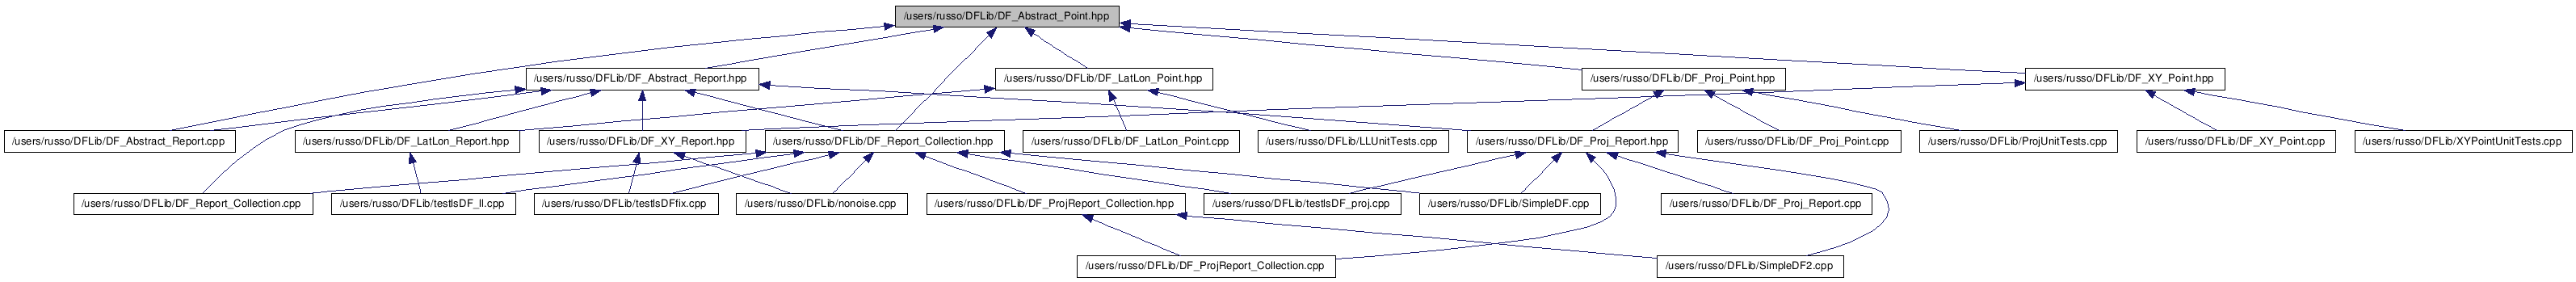 /users/russo/DFLib/DF_Abstract_Point.hpp
/users/russo/DFLib/DF_Abstract_Report.hpp
/users/russo/DFLib/DF_LatLon_Point.hpp
/users/russo/DFLib/DF_Proj_Point.hpp
/users/russo/DFLib/DF_XY_Point.hpp
/users/russo/DFLib/DF_Abstract_Report.cpp
/users/russo/DFLib/DF_LatLon_Report.hpp
/users/russo/DFLib/DF_XY_Report.hpp
/users/russo/DFLib/DF_Report_Collection.hpp
/users/russo/DFLib/DF_LatLon_Point.cpp
/users/russo/DFLib/LLUnitTests.cpp
/users/russo/DFLib/DF_Proj_Report.hpp
/users/russo/DFLib/DF_Proj_Point.cpp
/users/russo/DFLib/ProjUnitTests.cpp
/users/russo/DFLib/DF_XY_Point.cpp
/users/russo/DFLib/XYPointUnitTests.cpp
/users/russo/DFLib/DF_Report_Collection.cpp
/users/russo/DFLib/testlsDF_ll.cpp
/users/russo/DFLib/testlsDFfix.cpp
/users/russo/DFLib/nonoise.cpp
/users/russo/DFLib/DF_ProjReport_Collection.hpp
/users/russo/DFLib/testlsDF_proj.cpp
/users/russo/DFLib/SimpleDF.cpp
/users/russo/DFLib/DF_Proj_Report.cpp
/users/russo/DFLib/DF_ProjReport_Collection.cpp
/users/russo/DFLib/SimpleDF2.cpp